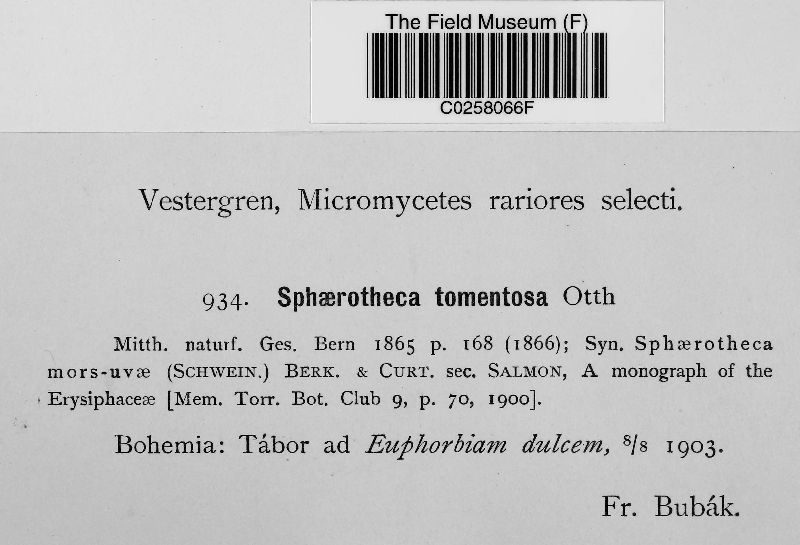 The Field Museum (F)
C0258066F
Vestergren, Micromycetes rariores selecti.
934. Sphærotheca tomentosa Otth
Mitth. naturf. Ges. Bern 1865 p. 168 (1866); Syn. Sphærotheca
mors-uvæ (SCHWEIN.) BERK. & CURT. sec. SALMON, A monograph of the
Erysiphaceæ [Mem. Torr. Bot. Club 9, p. 70, 1900].
Bohemia: Tábor ad Euphorbiam dulcem, 8/8 1903.
Fr. Bubák.